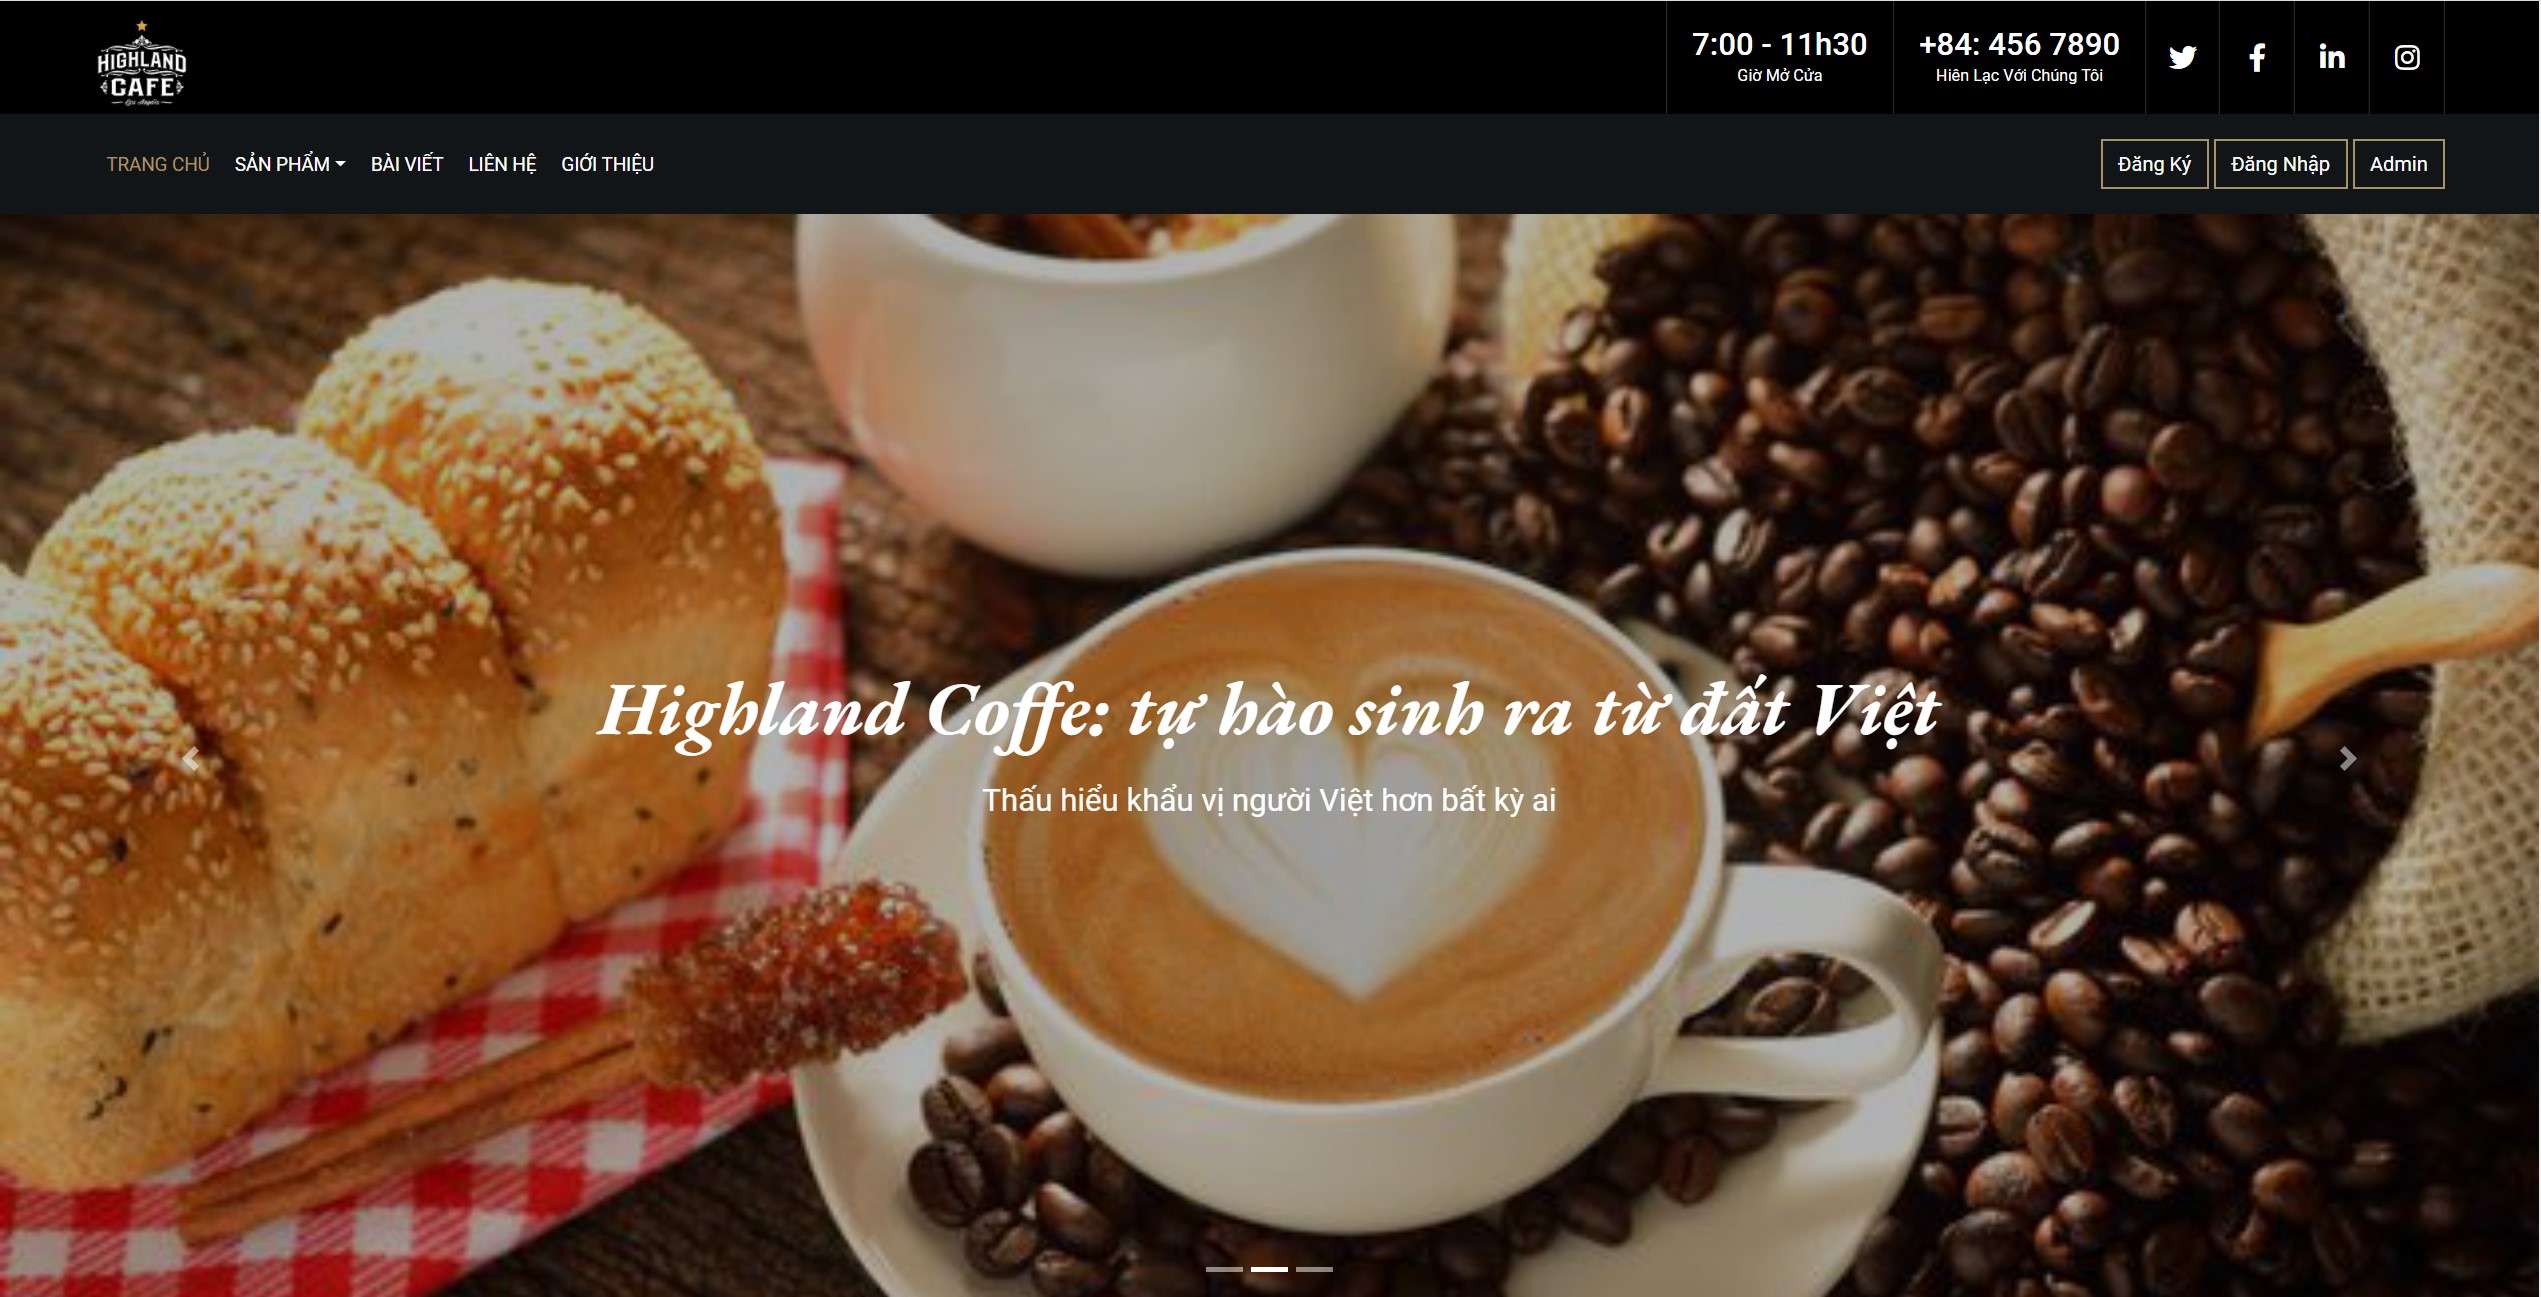 HIGHLAND
CAFE
Los Angeles
7:00 - 11h30
Giờ Mở Cửa
+84: 456 7890
Hiên Lạc Với Chúng Tôi
TRANG CHỦ
SẢN PHẨM
BÀI VIẾT
LIÊN HỆ
GIỚI THIỆU
Đăng Ký
Đăng Nhập
Admin
Highland Coffe: tự hào sinh ra từ đất Việt
Thấu hiểu khẩu vị người Việt hơn bất kỳ ai